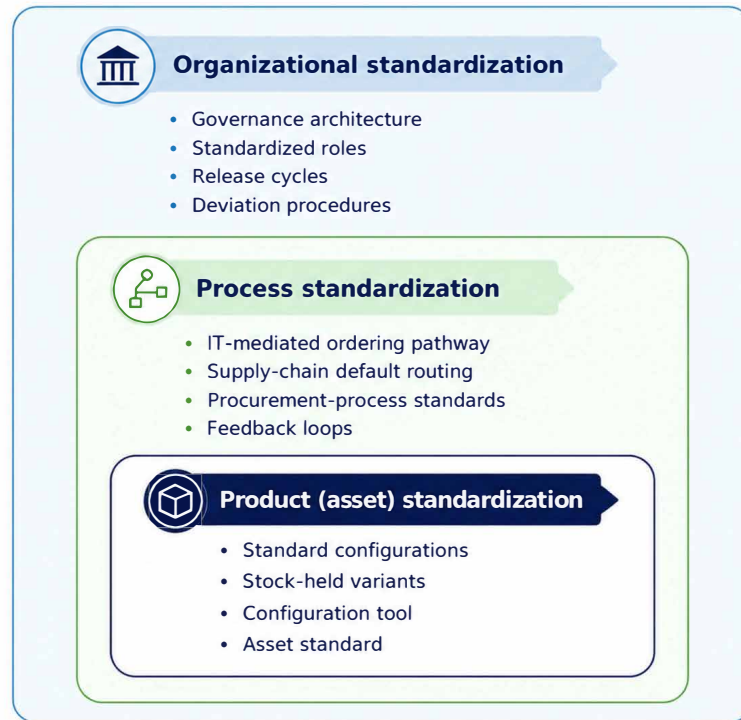 Organizational standardization
• Governance architecture
• Standardized roles
• Release cycles
• Deviation procedures
Process standardization
• IT-mediated ordering pathway
• Supply-chain default routing
• Procurement-process standards
• Feedback loops
Product (asset) standardization
• Standard configurations
• Stock-held variants
• Configuration tool
• Asset standard